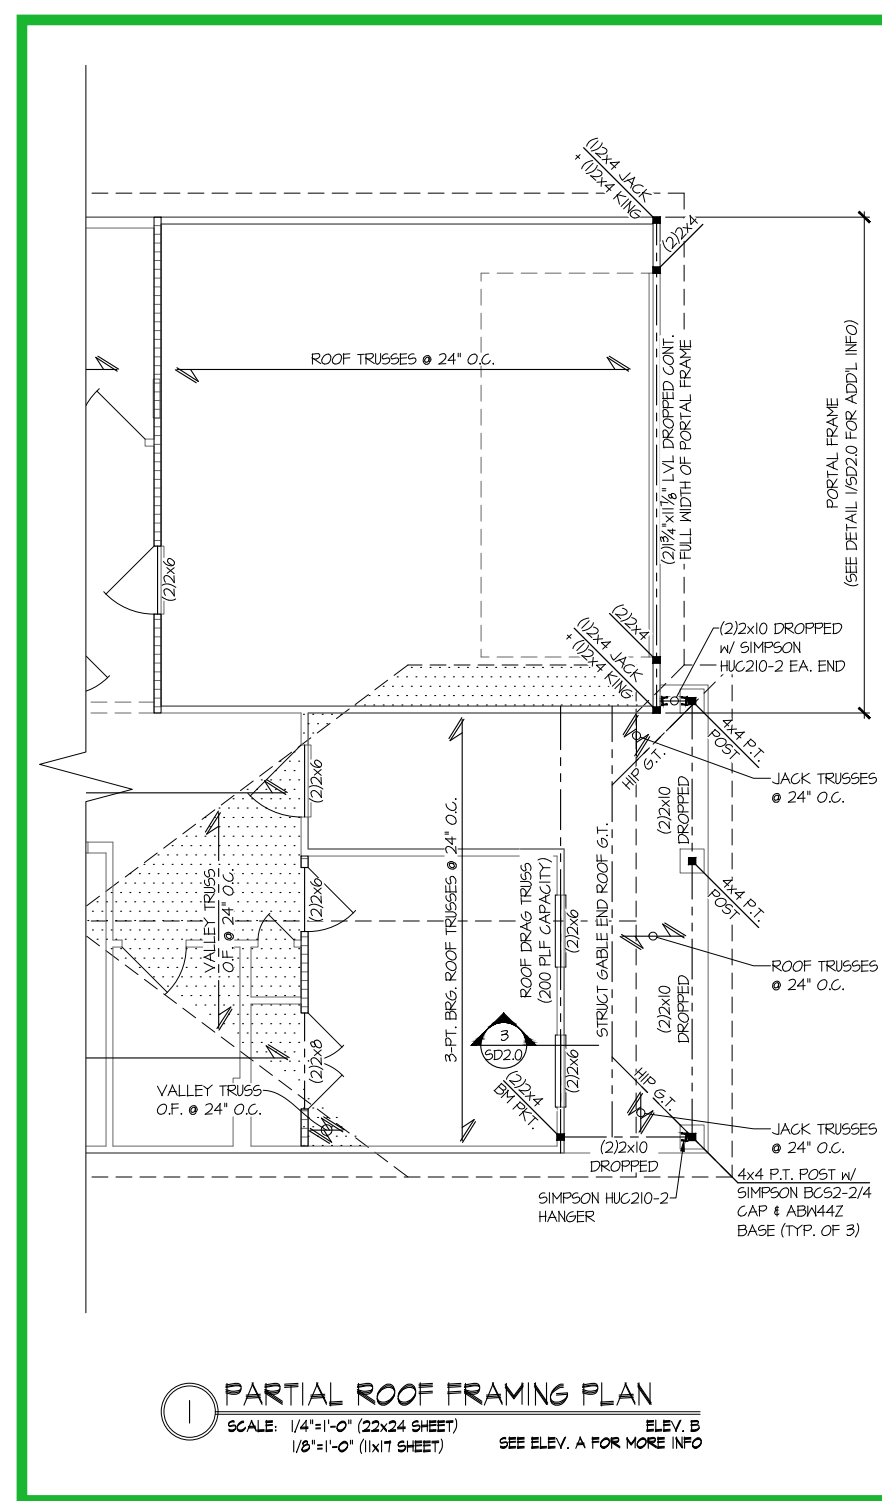 (1)2x4 JACK
+ (1)2x4 KING
(2)2x4
ROOF TRUSSES @ 24" O.C.
(2)1¾"x11⅞" LVL DROPPED CONT.
FULL WIDTH OF PORTAL FRAME
PORTAL FRAME
(SEE DETAIL 1/SD2.0 FOR ADD'L INFO)
(2)2x6
(2)2x4
(1)2x4 JACK
+ (1)2x4 KING
(2)2x10 DROPPED
W/ SIMPSON
HUC210-2 EA. END
4x4 P.T.
POST
HIP G.T.
JACK TRUSSES
@ 24" O.C.
(2)2x6
(2)2x10
DROPPED
3-PT. BRG. ROOF TRUSSES @ 24" O.C.
ROOF DRAG TRUSS
(200 PLF CAPACITY)
STRUCT GABLE END ROOF G.T.
VALLEY TRUSS
O.F. @ 24" O.C.
(2)2x6
(2)2x6
4x4 P.T.
POST
ROOF TRUSSES
@ 24" O.C.
(2)2x10
DROPPED
3
SD2.0
(2)2x8
(2)2x6
(2)2x4
BM PKT.
HIP G.T.
VALLEY TRUSS
O.F. @ 24" O.C.
JACK TRUSSES
@ 24" O.C.
(2)2x10
DROPPED
4x4 P.T. POST W/
SIMPSON BCS2-2/4
CAP & ABW44Z
BASE (TYP. OF 3)
SIMPSON HUC210-2
HANGER
1
PARTIAL ROOF FRAMING PLAN
SCALE: 1/4"=1'-0" (22x24 SHEET)
ELEV. B
1/8"=1'-0" (11x17 SHEET)
SEE ELEV. A FOR MORE INFO